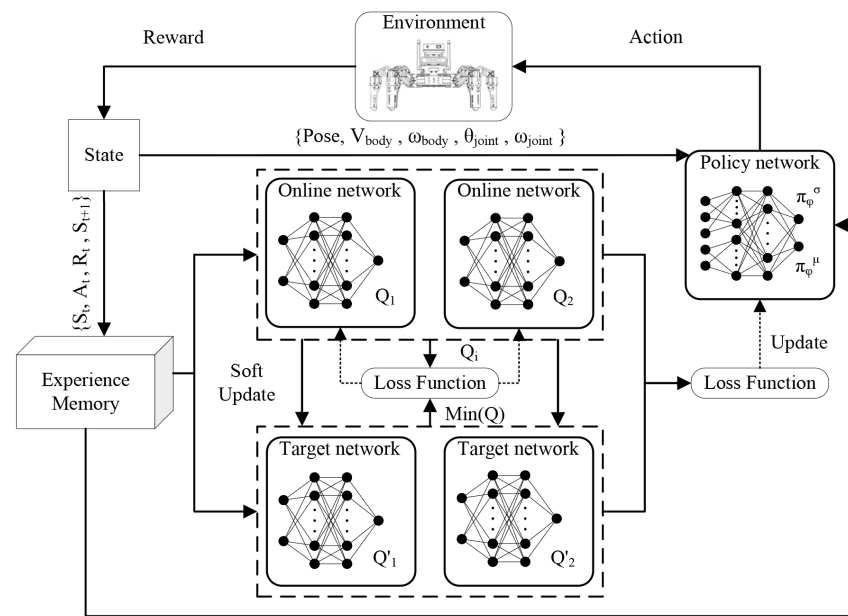 Environment
Reward
Action
{Pose, V_body , ω_body , θ_joint , ω_joint }
State
Policy network
π_φ^σ
π_φ^μ
{S_t, A_t, R_t , S_t+1}
Online network
Q_1
Online network
Q_2
Experience
Memory
Soft
Update
Q_i
Loss Function
Min(Q)
Update
Loss Function
Target network
Q'_1
Target network
Q'_2